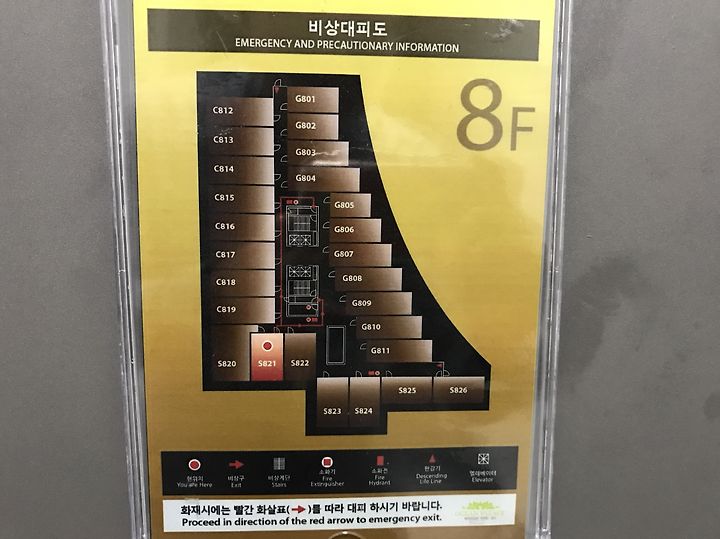 비상대피도
EMERGENCY AND PRECAUTIONARY INFORMATION
8F
C812
C813
C814
C815
C816
C817
C818
C819
G801
G802
G803
G804
G805
G806
G807
G808
G809
G810
G811
S820
S821
S822
S823
S824
S825
S826
현위치
You are Here
비상구
Exit
비상계단
Stairs
소화기
Fire
Extinguisher
소화전
Fire
Hydrant
완강기
Descending
Life Line
엘레베이터
Elevator
화재시에는 빨간 화살표(→)를 따라 대피 하시기 바랍니다.
Proceed in direction of the red arrow to emergency exit.